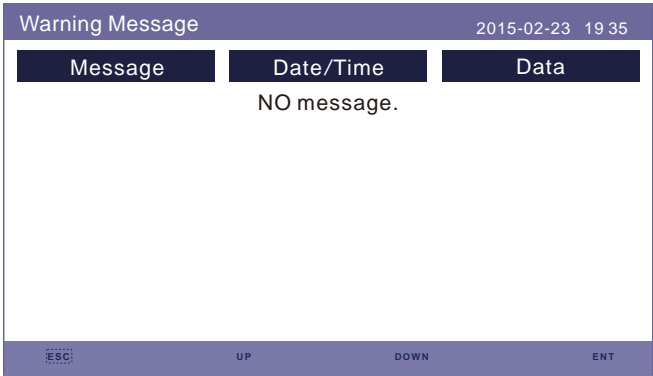 Warning Message 2015-02-23 19 35
Message Date/Time Data
NO message.
ESC UP DOWN ENT